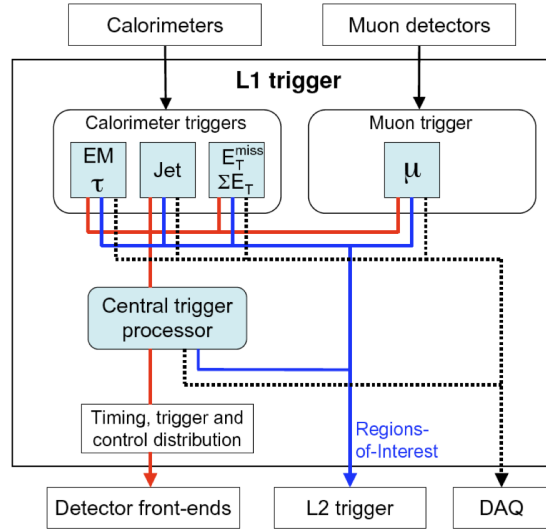 Calorimeters
Muon detectors
L1 trigger
Calorimeter triggers
Muon trigger
EM
τ
Jet
E_T^miss
ΣE_T
μ
Central trigger
processor
Timing, trigger and
control distribution
Regions-
of-Interest
Detector front-ends
L2 trigger
DAQ